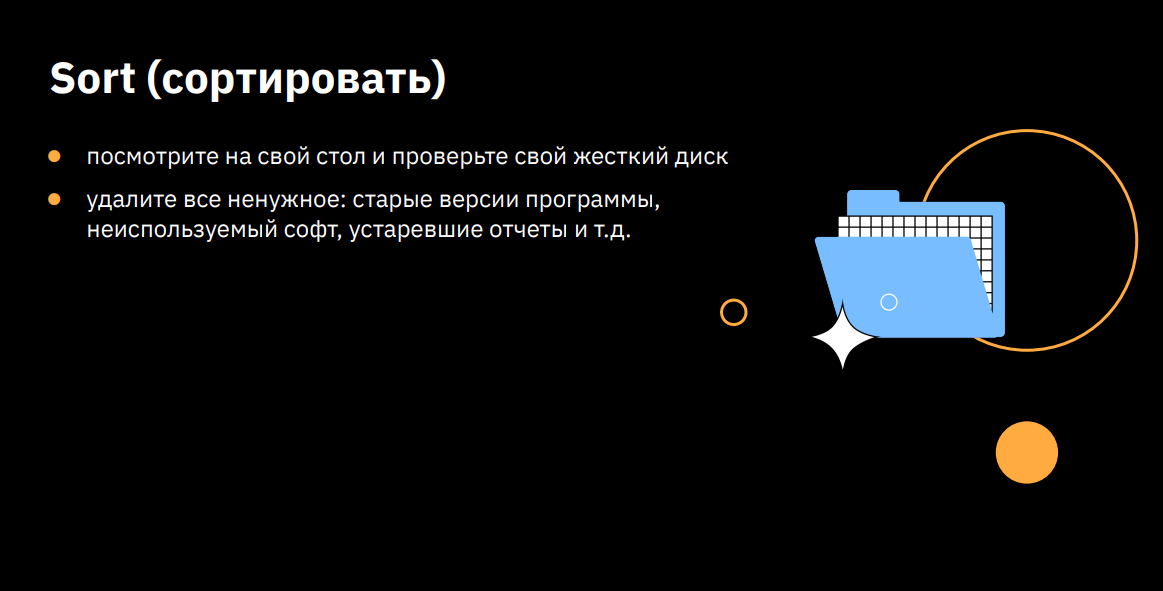 Sort (сортировать)
посмотрите на свой стол и проверьте свой жесткий диск
удалите все ненужное: старые версии программы,
неиспользуемый софт, устаревшие отчеты и т.д.